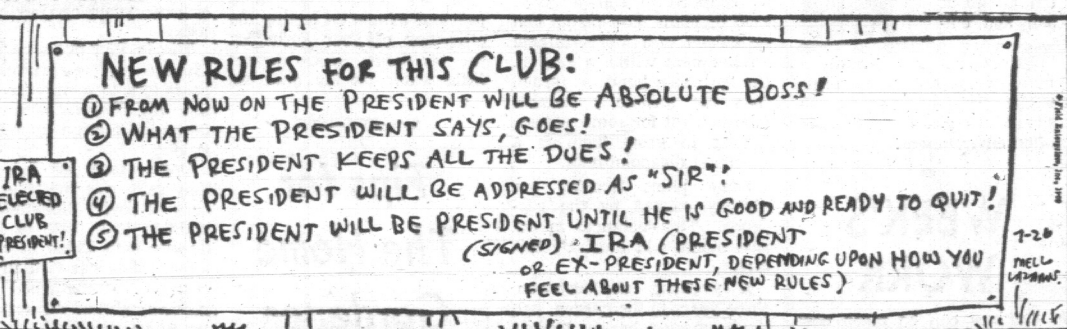 NEW RULES FOR THIS CLUB:
① FROM NOW ON THE PRESIDENT WILL BE ABSOLUTE BOSS!
② WHAT THE PRESIDENT SAYS, GOES!
③ THE PRESIDENT KEEPS ALL THE DUES!
④ THE PRESIDENT WILL BE ADDRESSED AS "SIR"!
⑤ THE PRESIDENT WILL BE PRESIDENT UNTIL HE IS GOOD AND READY TO QUIT!
(SIGNED) IRA (PRESIDENT
OR EX-PRESIDENT, DEPENDING UPON HOW YOU
FEEL ABOUT THESE NEW RULES)
IRA
ELECTED
CLUB
PRESIDENT!
7-26
MELL